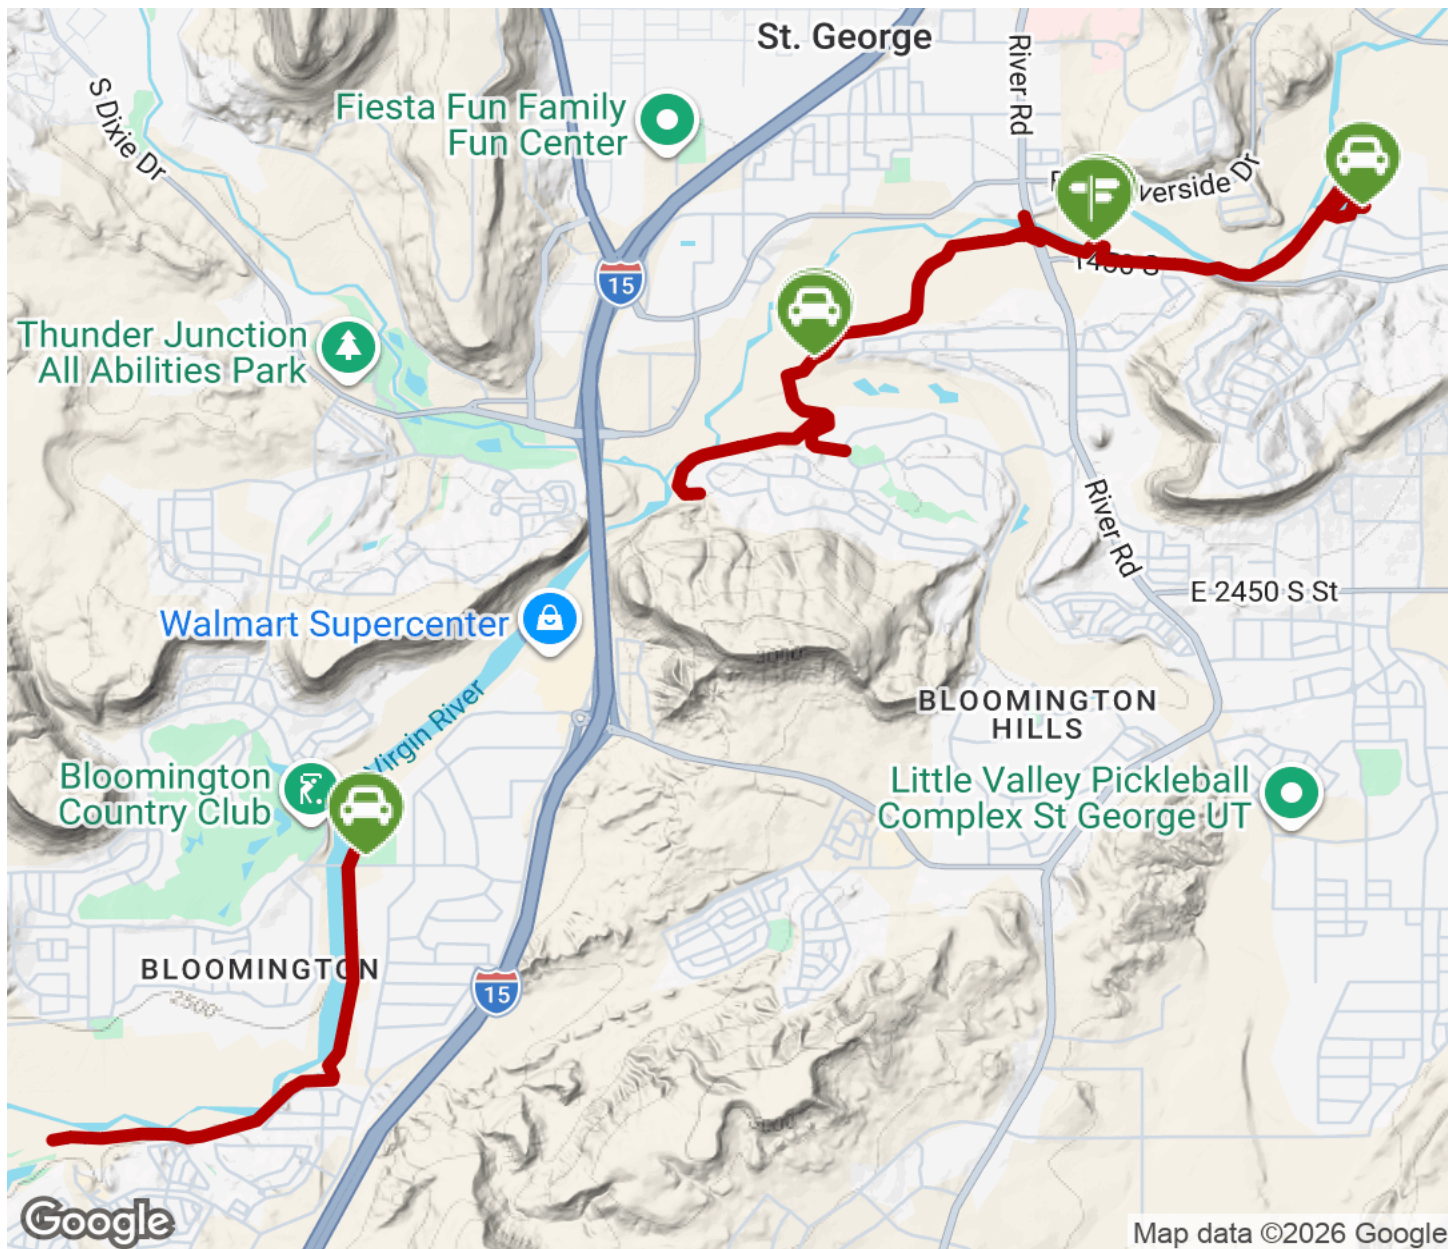 St. George
River Rd
S Dixie Dr
Fiesta Fun Family
Fun Center
verside Dr
15
1450 S
Thunder Junction
All Abilities Park
River Rd
E 2450 S St
Walmart Supercenter
3000'
Virgin River
BLOOMINGTON
HILLS
Bloomington
Country Club
Little Valley Pickleball
Complex St George UT
BLOOMINGTON
15
2500'
Google
Map data ©2026 Google